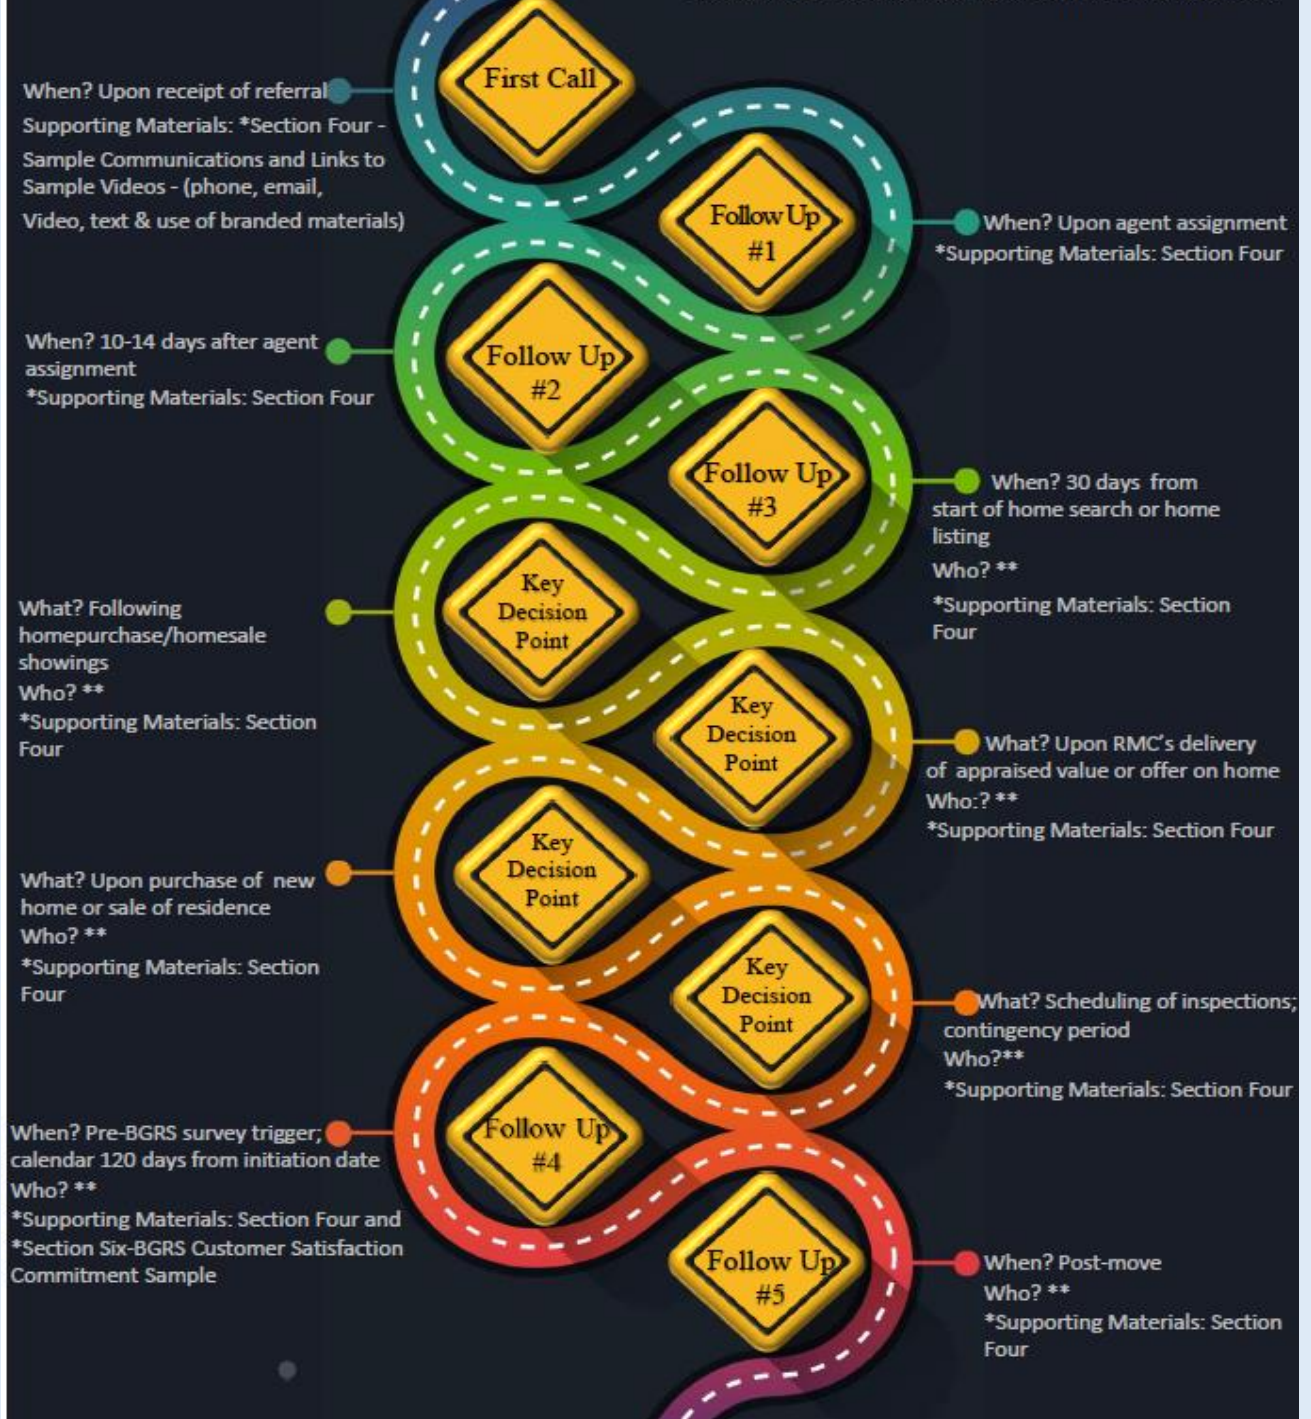 First Call
When? Upon receipt of referral
Supporting Materials: *Section Four -
Sample Communications and Links to
Sample Videos - (phone, email,
Video, text & use of branded materials)
Follow Up
#1
When? Upon agent assignment
*Supporting Materials: Section Four
When? 10-14 days after agent
assignment
*Supporting Materials: Section Four
Follow Up
#2
Follow Up
#3
When? 30 days from
start of home search or home
listing
Who? **
*Supporting Materials: Section
Four
What? Following
homepurchase/homesale
showings
Who? **
*Supporting Materials: Section
Four
Key
Decision
Point
Key
Decision
Point
What? Upon RMC's delivery
of appraised value or offer on home
Who:? **
*Supporting Materials: Section Four
What? Upon purchase of new
home or sale of residence
Who? **
*Supporting Materials: Section
Four
Key
Decision
Point
Key
Decision
Point
What? Scheduling of inspections;
contingency period
Who?**
*Supporting Materials: Section Four
When? Pre-BGRS survey trigger;
calendar 120 days from initiation date
Who? **
*Supporting Materials: Section Four and
*Section Six-BGRS Customer Satisfaction
Commitment Sample
Follow Up
#4
Follow Up
#5
When? Post-move
Who? **
*Supporting Materials: Section
Four